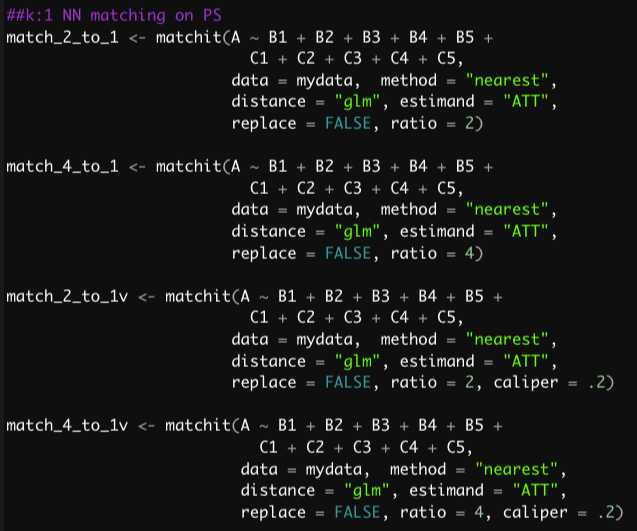 ##k:1 NN matching on PS
match_2_to_1 <- matchit(A ~ B1 + B2 + B3 + B4 + B5 +
C1 + C2 + C3 + C4 + C5,
data = mydata,  method = "nearest",
distance = "glm", estimand = "ATT",
replace = FALSE, ratio = 2)
match_4_to_1 <- matchit(A ~ B1 + B2 + B3 + B4 + B5 +
C1 + C2 + C3 + C4 + C5,
data = mydata,  method = "nearest",
distance = "glm", estimand = "ATT",
replace = FALSE, ratio = 4)
match_2_to_1v <- matchit(A ~ B1 + B2 + B3 + B4 + B5 +
C1 + C2 + C3 + C4 + C5,
data = mydata,  method = "nearest",
distance = "glm", estimand = "ATT",
replace = FALSE, ratio = 2, caliper = .2)
match_4_to_1v <- matchit(A ~ B1 + B2 + B3 + B4 + B5 +
C1 + C2 + C3 + C4 + C5,
data = mydata,  method = "nearest",
distance = "glm", estimand = "ATT",
replace = FALSE, ratio = 4, caliper = .2)